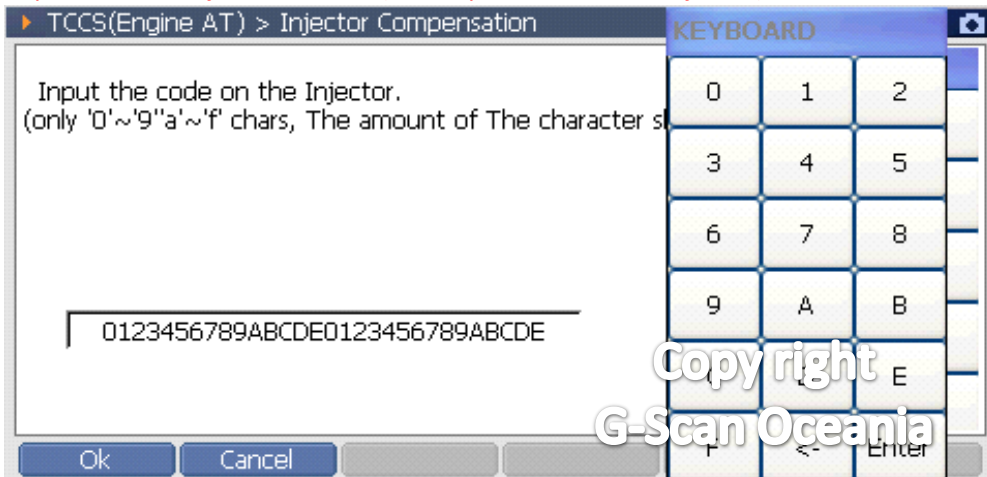 TCCS(Engine AT) > Injector Compensation
KEYBOARD
Input the code on the Injector.
(only '0'~'9''a'~'f' chars, The amount of The character
0 1 2
3 4 5
6 7 8
9 A B
0123456789ABCDE0123456789ABCDE
E
Copy right
G-Scan Oceania
F <- Enter
Ok Cancel